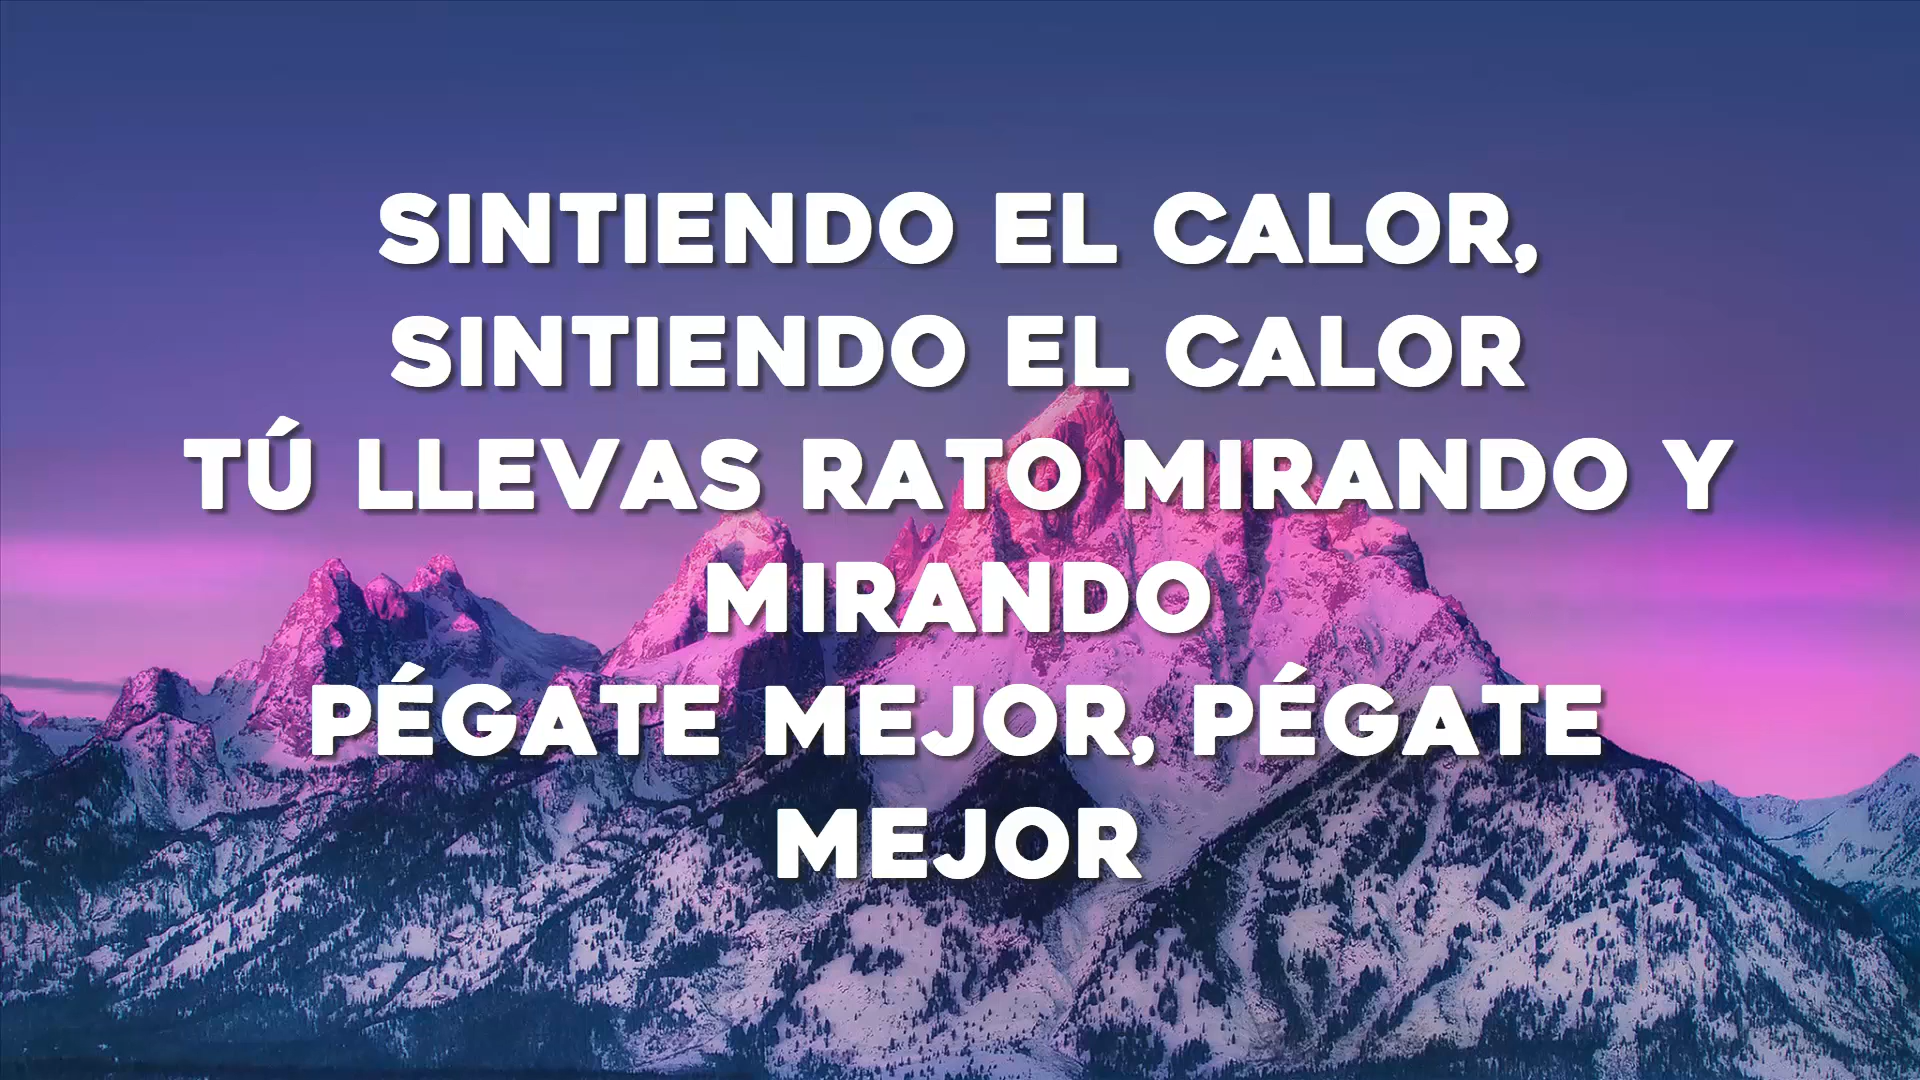 SINTIENDO EL CALOR,
SINTIENDO EL CALOR
TÚ LLEVAS RATO MIRANDO Y
MIRANDO
PÉGATE MEJOR, PÉGATE
MEJOR